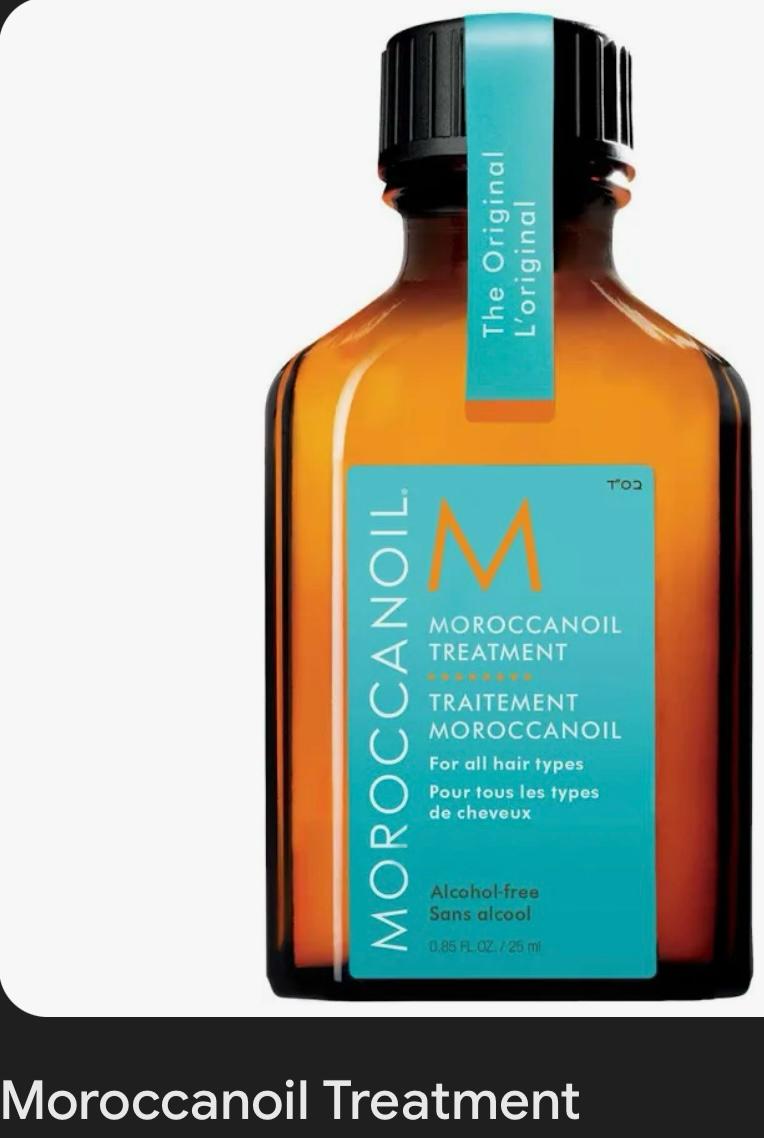 The Original
L'original
בס"ד
MOROCCANOIL®
M
MOROCCANOIL
TREATMENT
TRAITEMENT
MOROCCANOIL
For all hair types
Pour tous les types
de cheveux
Alcohol-free
Sans alcool
0.85 FL.OZ. / 25 ml
Moroccanoil Treatment